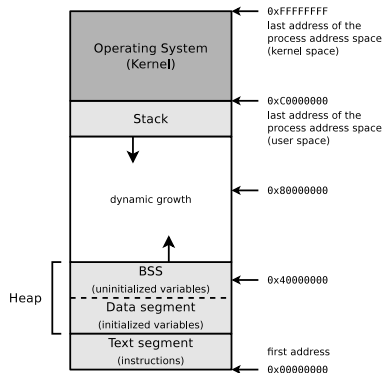 0xFFFFFFFF
last address of the
process address space
(kernel space)
Operating System
(Kernel)
0xC0000000
last address of the
process address space
(user space)
Stack
dynamic growth
0x80000000
BSS
(uninitialized variables)
0x40000000
Heap
Data segment
(initialized variables)
Text segment
(instructions)
first address
0x00000000